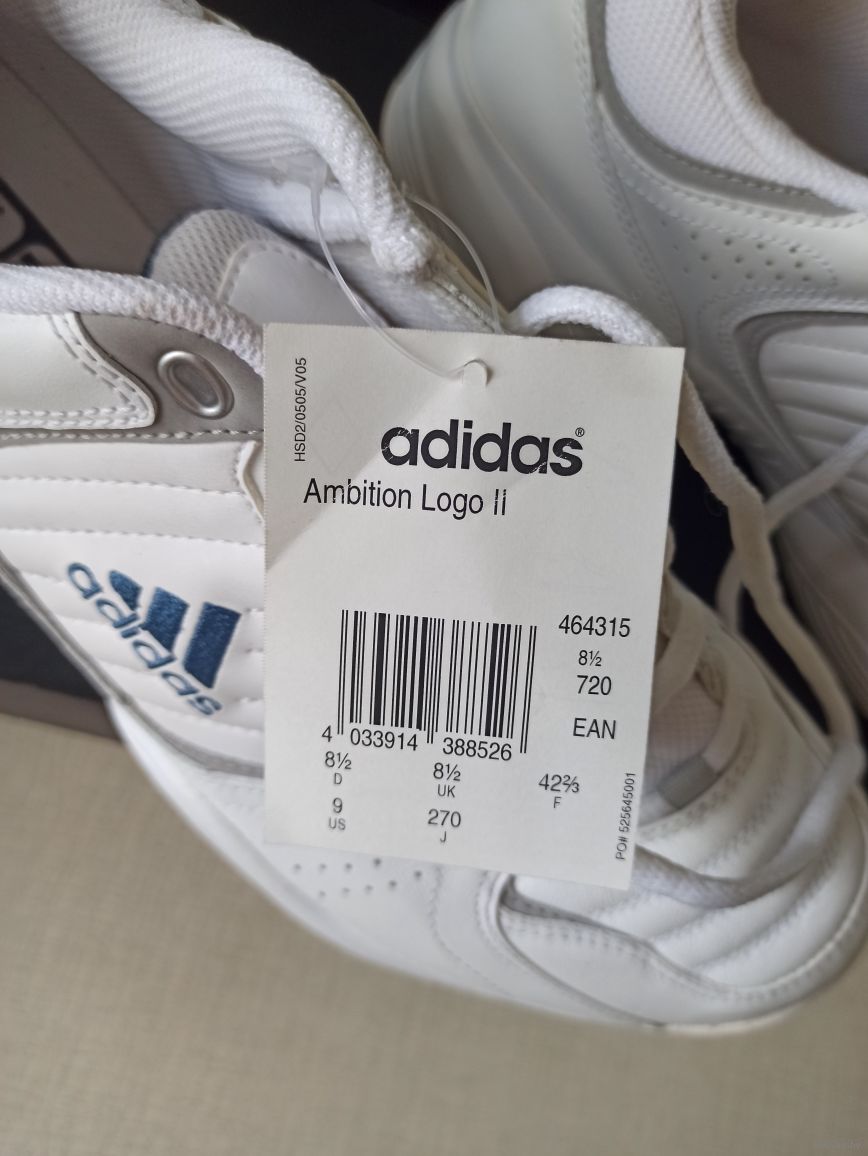 HSD2/0505/V05
adidas®
Ambition Logo II
464315
8½
720
EAN
4 033914 388526
8½ 8½ 42⅔
D UK F
9 270
US J
PO# 525645001
adidas